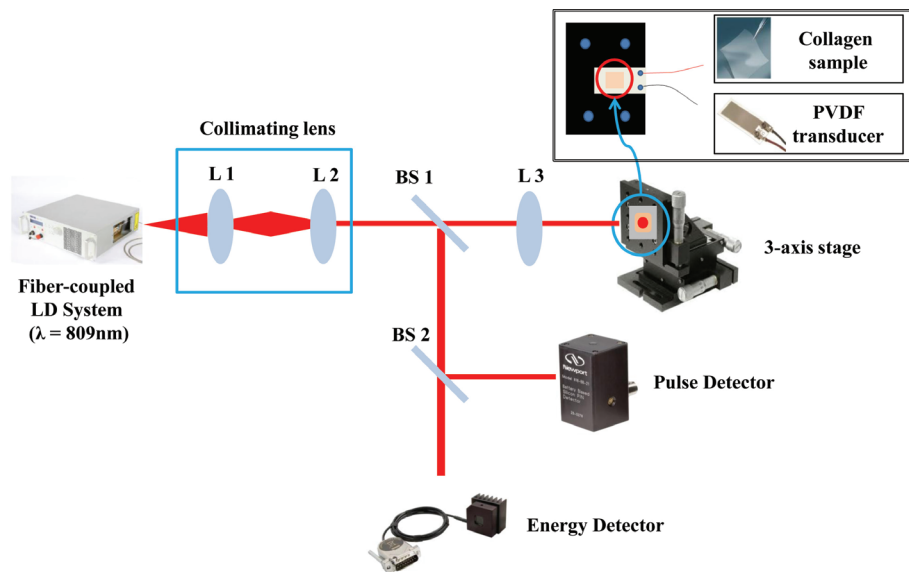 Collagen
sample
PVDF
transducer
Collimating lens
L 1
L 2
BS 1
L 3
3-axis stage
Fiber-coupled
LD System
(λ = 809nm)
BS 2
Newport
Pulse Detector
Energy Detector